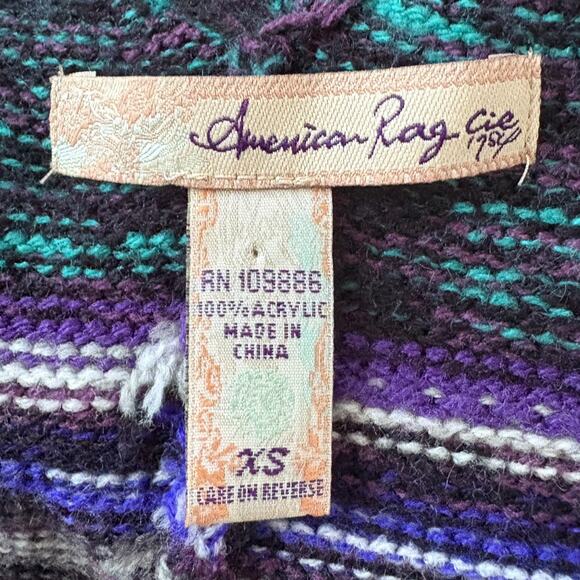 American Rag Cie
1984
RN 109886
100% ACRYLIC
MADE IN
CHINA
XS
CARE ON REVERSE